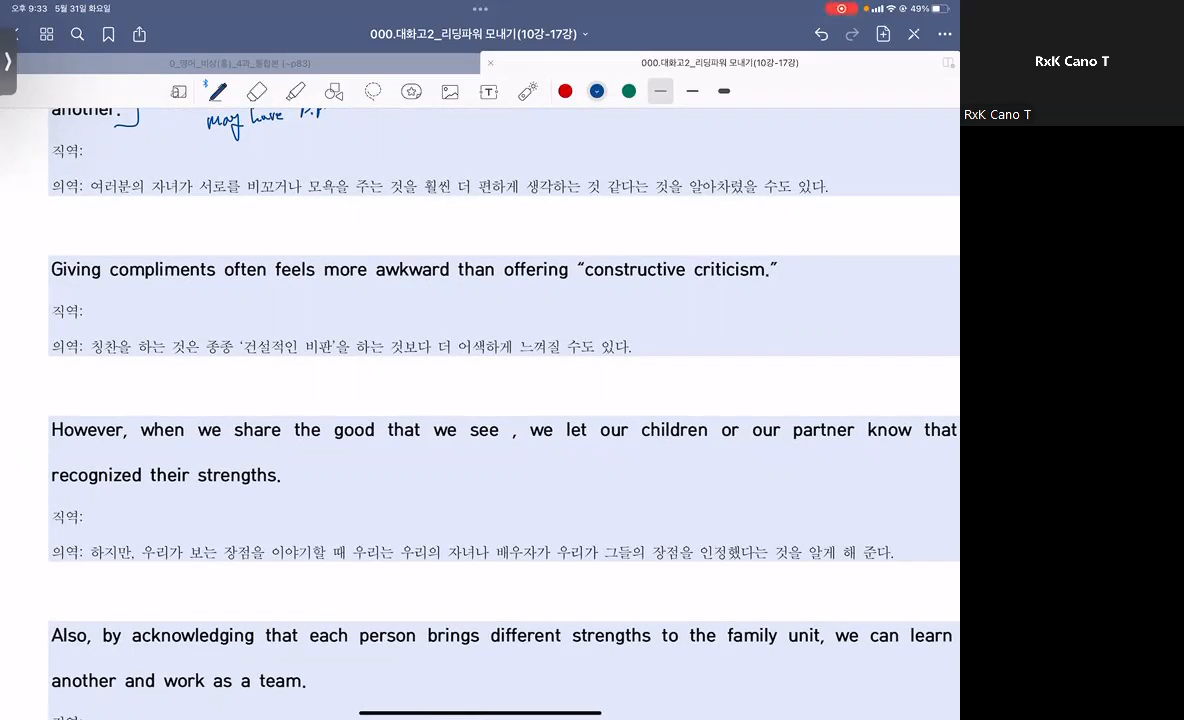 오후 9:33 5월 31일 화요일
49%
000.대화고2_리딩파워 모내기(10강-17강)
0_영어_비상(홍)_4과_통합본 (~p83)
000.대화고2_리딩파워 모내기(10강-17강)
RxK Cano T
RxK Cano T
another.
may have P.P
직역:
의역: 여러분의 자녀가 서로를 비꼬거나 모욕을 주는 것을 훨씬 더 편하게 생각하는 것 같다는 것을 알아차렸을 수도 있다.
Giving compliments often feels more awkward than offering “constructive criticism.”
직역:
의역: 칭찬을 하는 것은 종종 ‘건설적인 비판’을 하는 것보다 더 어색하게 느껴질 수도 있다.
However, when we share the good that we see , we let our children or our partner know that
recognized their strengths.
직역:
의역: 하지만, 우리가 보는 장점을 이야기할 때 우리는 우리의 자녀나 배우자가 우리가 그들의 장점을 인정했다는 것을 알게 해 준다.
Also, by acknowledging that each person brings different strengths to the family unit, we can learn
another and work as a team.
직역: